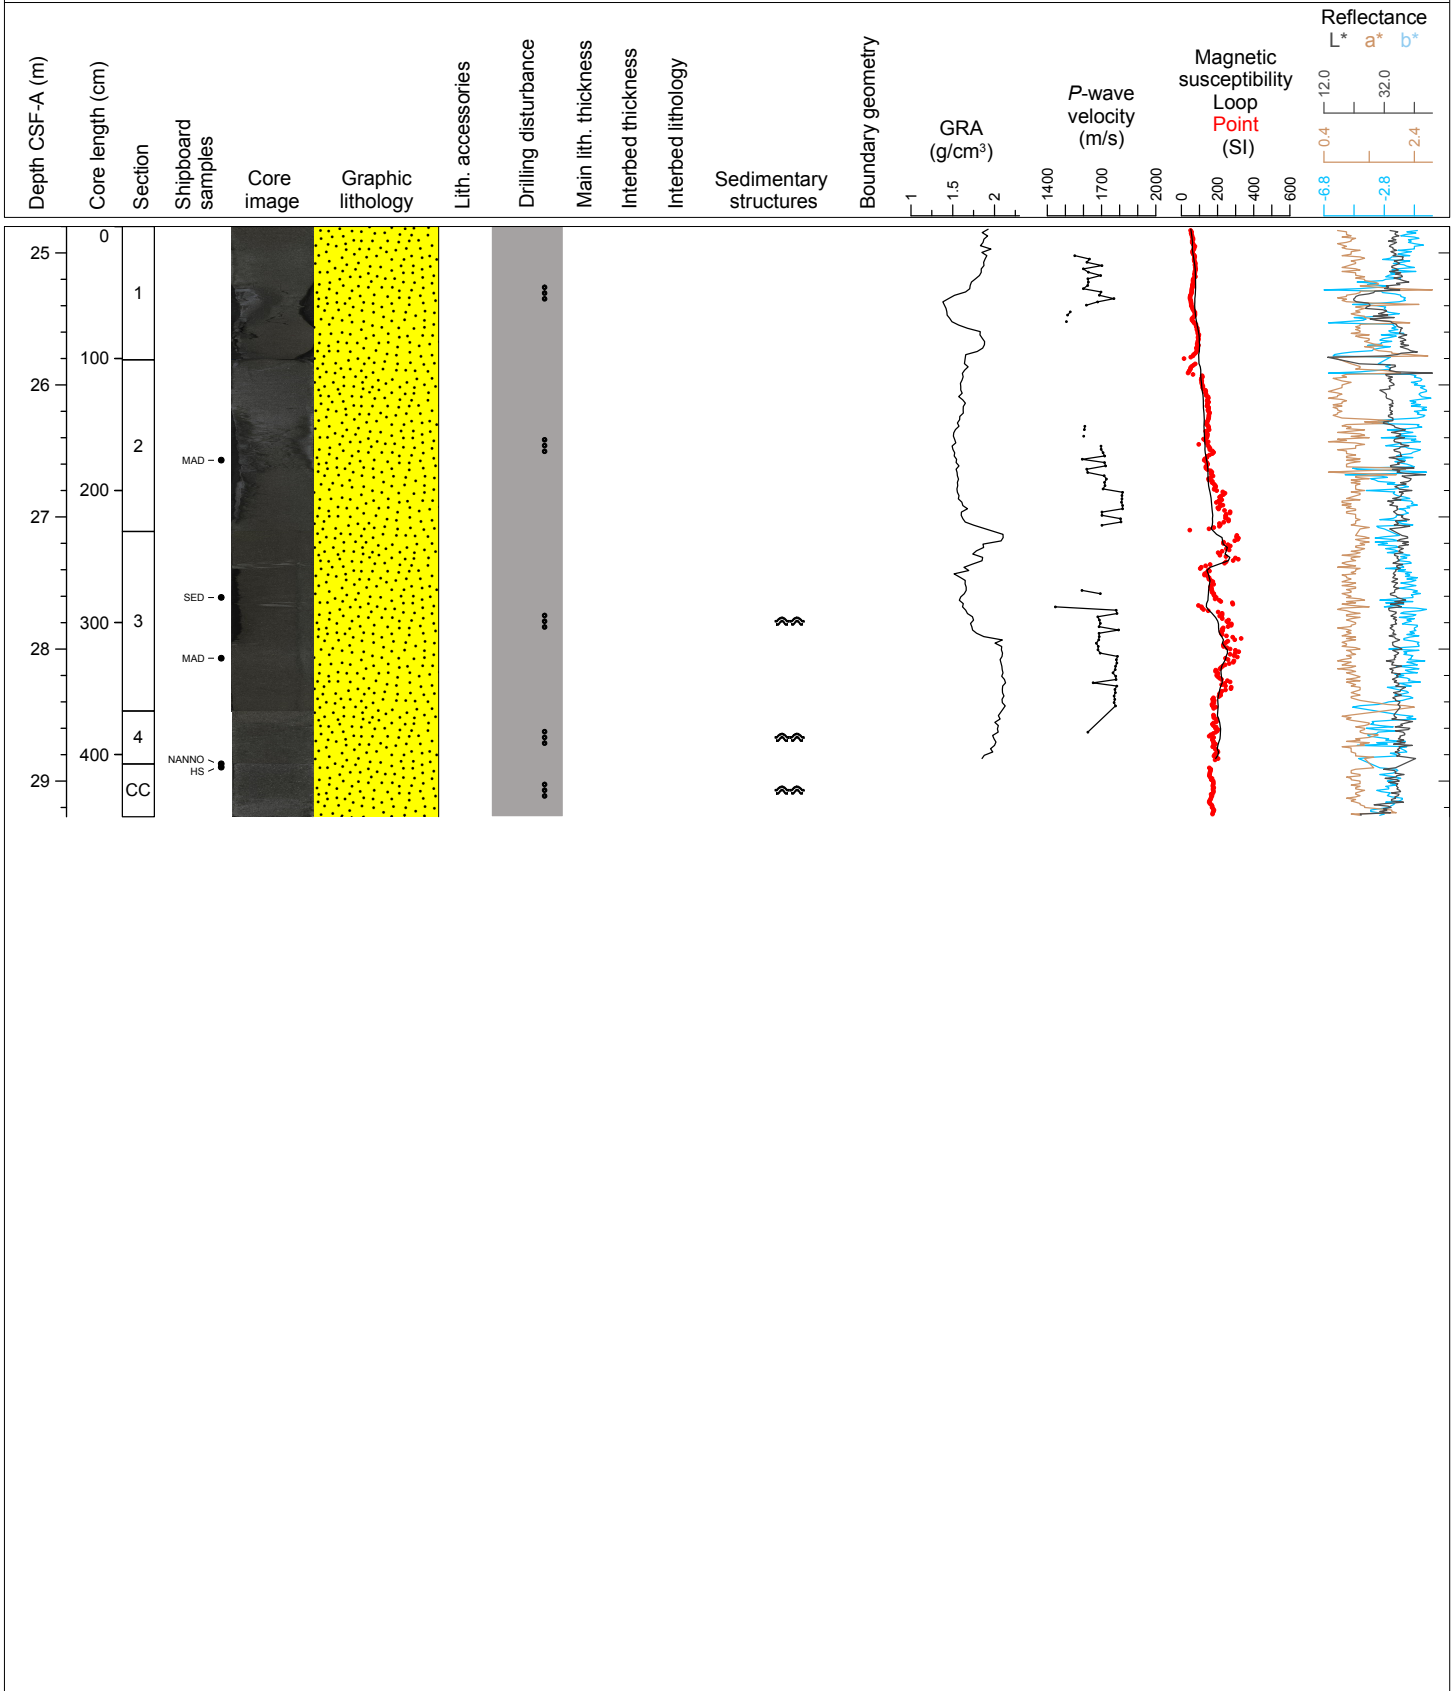 Depth CSF-A (m)
Core length (cm)
Section
Shipboard
samples
Core
image
Graphic
lithology
Lith. accessories
Drilling disturbance
Main lith. thickness
Interbed thickness
Interbed lithology
Sedimentary
structures
Boundary geometry
GRA
(g/cm³)
1
1.5
2
P-wave
velocity
(m/s)
1400
1700
2000
Magnetic
susceptibility
Loop
Point
(SI)
0
200
400
600
Reflectance
L* a* b*
12.0
32.0
0.4
2.4
-6.8
-2.8
25
26
27
28
29
0
100
200
300
400
1
2
3
4
CC
MAD
SED
MAD
NANNO
HS